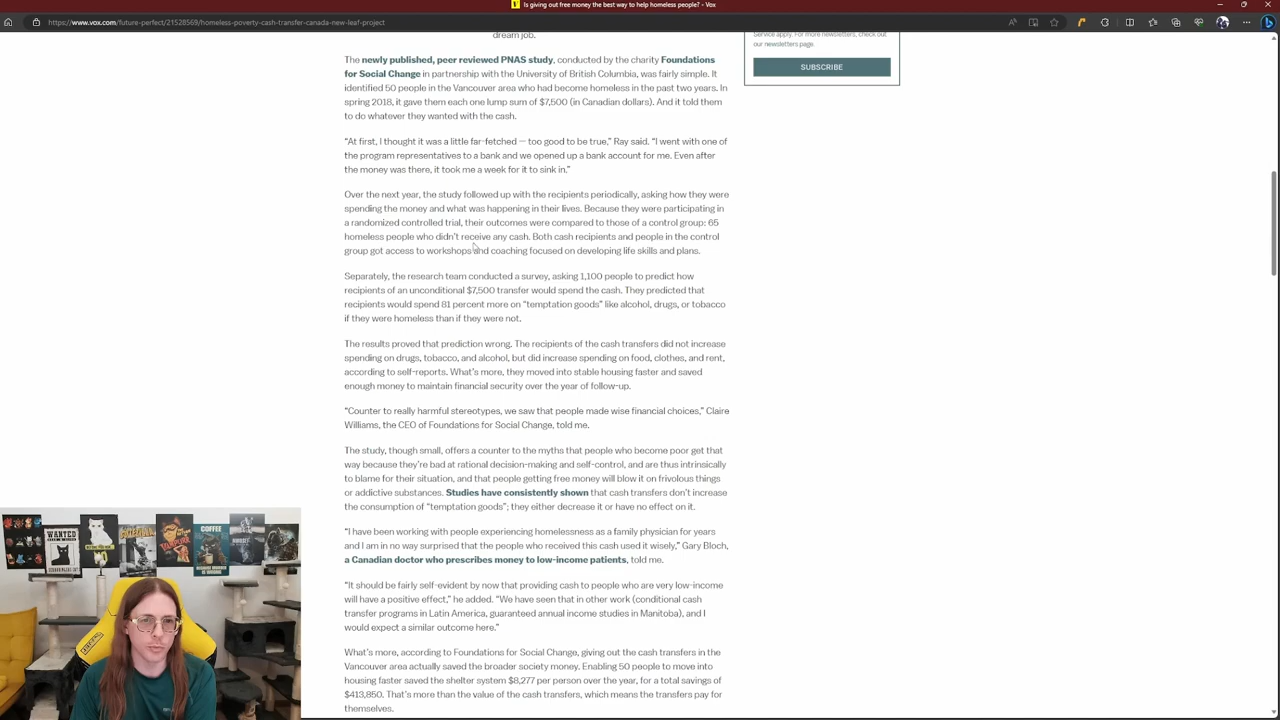 Is giving out free money the best way to help homeless people? - Vox
https://www.vox.com/future-perfect/21528569/homeless-poverty-cash-transfer-canada-new-leaf-project
dream job.
Service apply. For more newsletters, check out
our newsletters page.
SUBSCRIBE
The newly published, peer reviewed PNAS study, conducted by the charity Foundations
for Social Change in partnership with the University of British Columbia, was fairly simple. It
identified 50 people in the Vancouver area who had become homeless in the past two years. In
spring 2018, it gave them each one lump sum of $7,500 (in Canadian dollars). And it told them
to do whatever they wanted with the cash.
“At first, I thought it was a little far-fetched — too good to be true,” Ray said. “I went with one of
the program representatives to a bank and we opened up a bank account for me. Even after
the money was there, it took me a week for it to sink in.”
Over the next year, the study followed up with the recipients periodically, asking how they were
spending the money and what was happening in their lives. Because they were participating in
a randomized controlled trial, their outcomes were compared to those of a control group: 65
homeless people who didn’t receive any cash. Both cash recipients and people in the control
group got access to workshops and coaching focused on developing life skills and plans.
Separately, the research team conducted a survey, asking 1,100 people to predict how
recipients of an unconditional $7,500 transfer would spend the cash. They predicted that
recipients would spend 81 percent more on “temptation goods” like alcohol, drugs, or tobacco
if they were homeless than if they were not.
The results proved that prediction wrong. The recipients of the cash transfers did not increase
spending on drugs, tobacco, and alcohol, but did increase spending on food, clothes, and rent,
according to self-reports. What’s more, they moved into stable housing faster and saved
enough money to maintain financial security over the year of follow-up.
“Counter to really harmful stereotypes, we saw that people made wise financial choices,” Claire
Williams, the CEO of Foundations for Social Change, told me.
The study, though small, offers a counter to the myths that people who become poor get that
way because they’re bad at rational decision-making and self-control, and are thus intrinsically
to blame for their situation, and that people getting free money will blow it on frivolous things
or addictive substances. Studies have consistently shown that cash transfers don’t increase
the consumption of “temptation goods”; they either decrease it or have no effect on it.
“I have been working with people experiencing homelessness as a family physician for years
and I am in no way surprised that the people who received this cash used it wisely,” Gary Bloch,
a Canadian doctor who prescribes money to low-income patients, told me.
“It should be fairly self-evident by now that providing cash to people who are very low-income
will have a positive effect,” he added. “We have seen that in other work (conditional cash
transfer programs in Latin America, guaranteed annual income studies in Manitoba), and I
would expect a similar outcome here.”
What’s more, according to Foundations for Social Change, giving out the cash transfers in the
Vancouver area actually saved the broader society money. Enabling 50 people to move into
housing faster saved the shelter system $8,277 per person over the year, for a total savings of
$413,850. That’s more than the value of the cash transfers, which means the transfers pay for
themselves.
WANTED
COFFEE